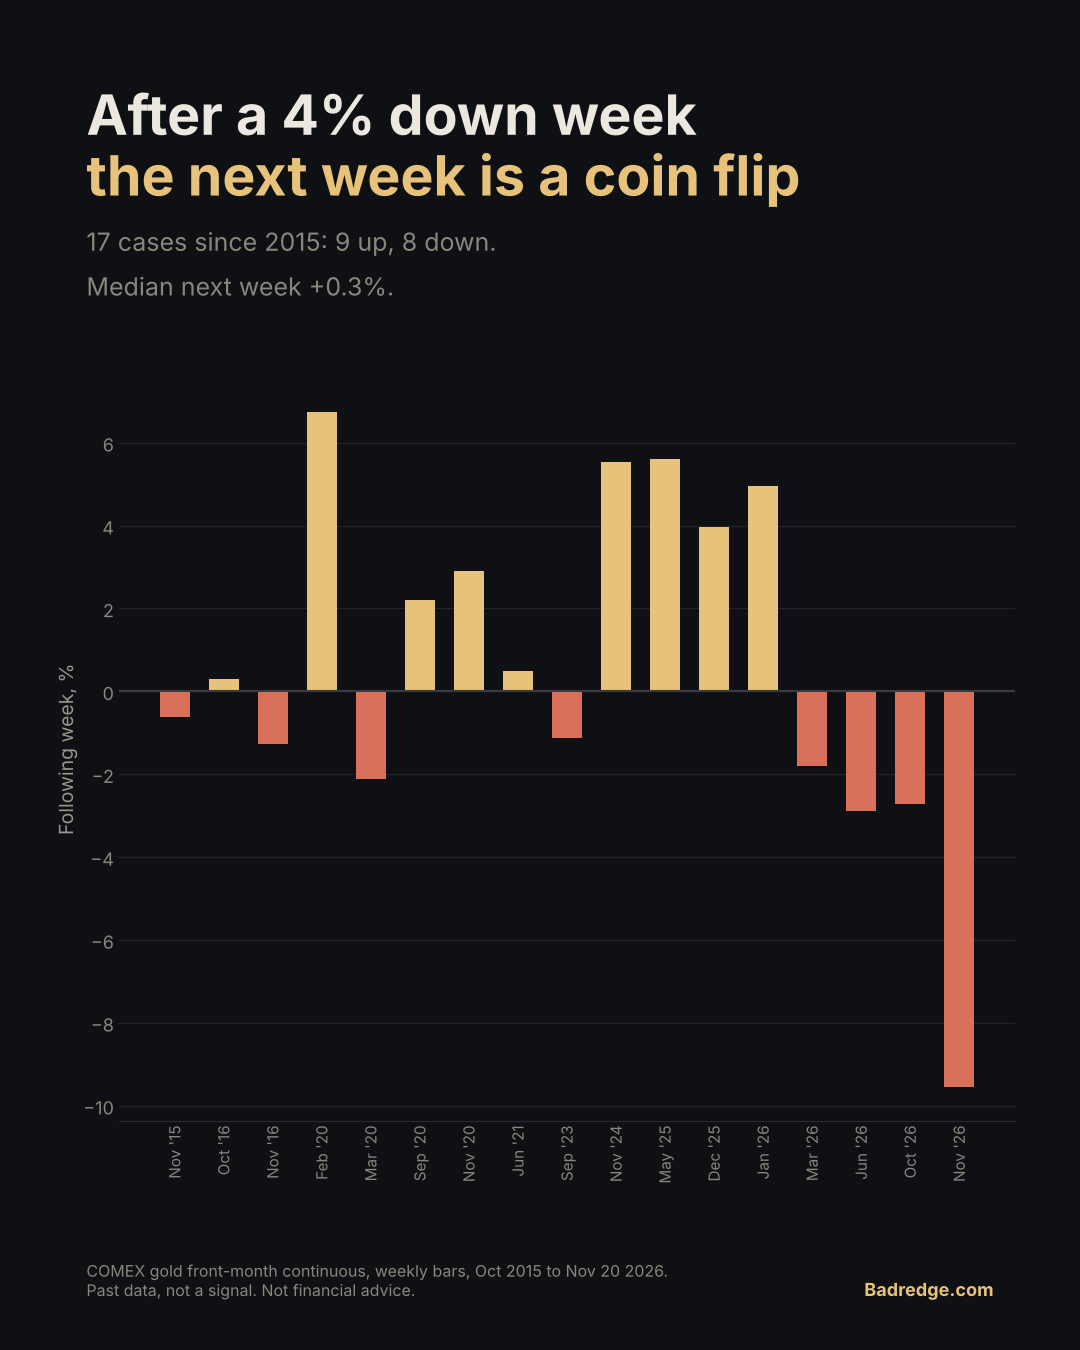 After a 4% down week
the next week is a coin flip
17 cases since 2015: 9 up, 8 down.
Median next week +0.3%.
6
4
2
0
−2
−4
−6
−8
−10
Following week, %
Nov '15
Oct '16
Nov '16
Feb '20
Mar '20
Sep '20
Nov '20
Jun '21
Sep '23
Nov '24
May '25
Dec '25
Jan '26
Mar '26
Jun '26
Oct '26
Nov '26
COMEX gold front-month continuous, weekly bars, Oct 2015 to Nov 20 2026.
Past data, not a signal. Not financial advice.
Badredge.com